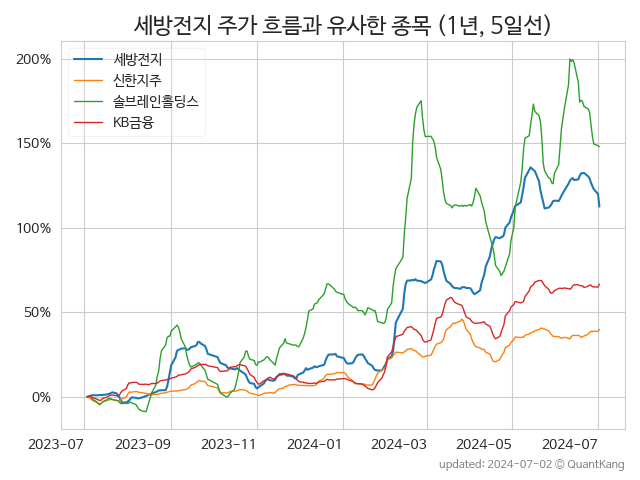 세방전지 주가 흐름과 유사한 종목 (1년, 5일선)
세방전지
신한지주
솔브레인홀딩스
KB금융
200%
150%
100%
50%
0%
2023-07 2023-09 2023-11 2024-01 2024-03 2024-05 2024-07
updated: 2024-07-02 © QuantKang